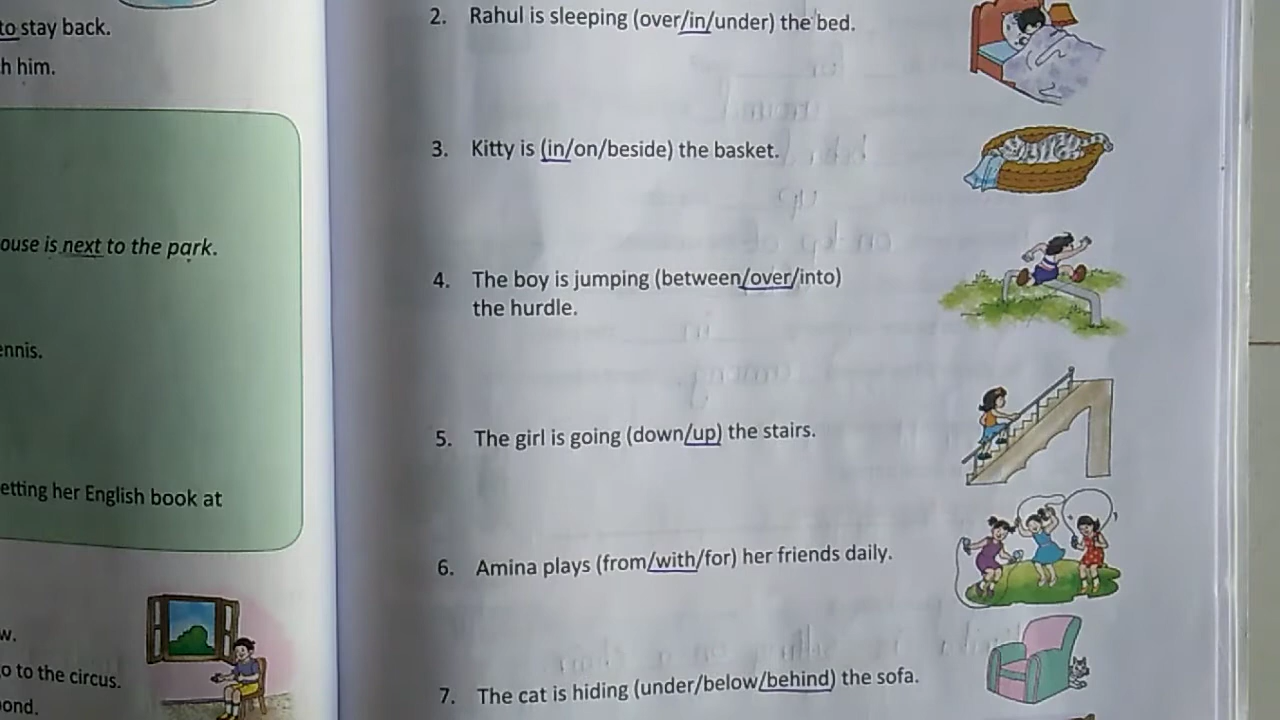 to stay back.
h him.
ouse is next to the park.
ennis.
etting her English book at
w.
o to the circus.
ond.
2. Rahul is sleeping (over/in/under) the bed.
3. Kitty is (in/on/beside) the basket.
4. The boy is jumping (between/over/into)
the hurdle.
5. The girl is going (down/up) the stairs.
6. Amina plays (from/with/for) her friends daily.
7. The cat is hiding (under/below/behind) the sofa.